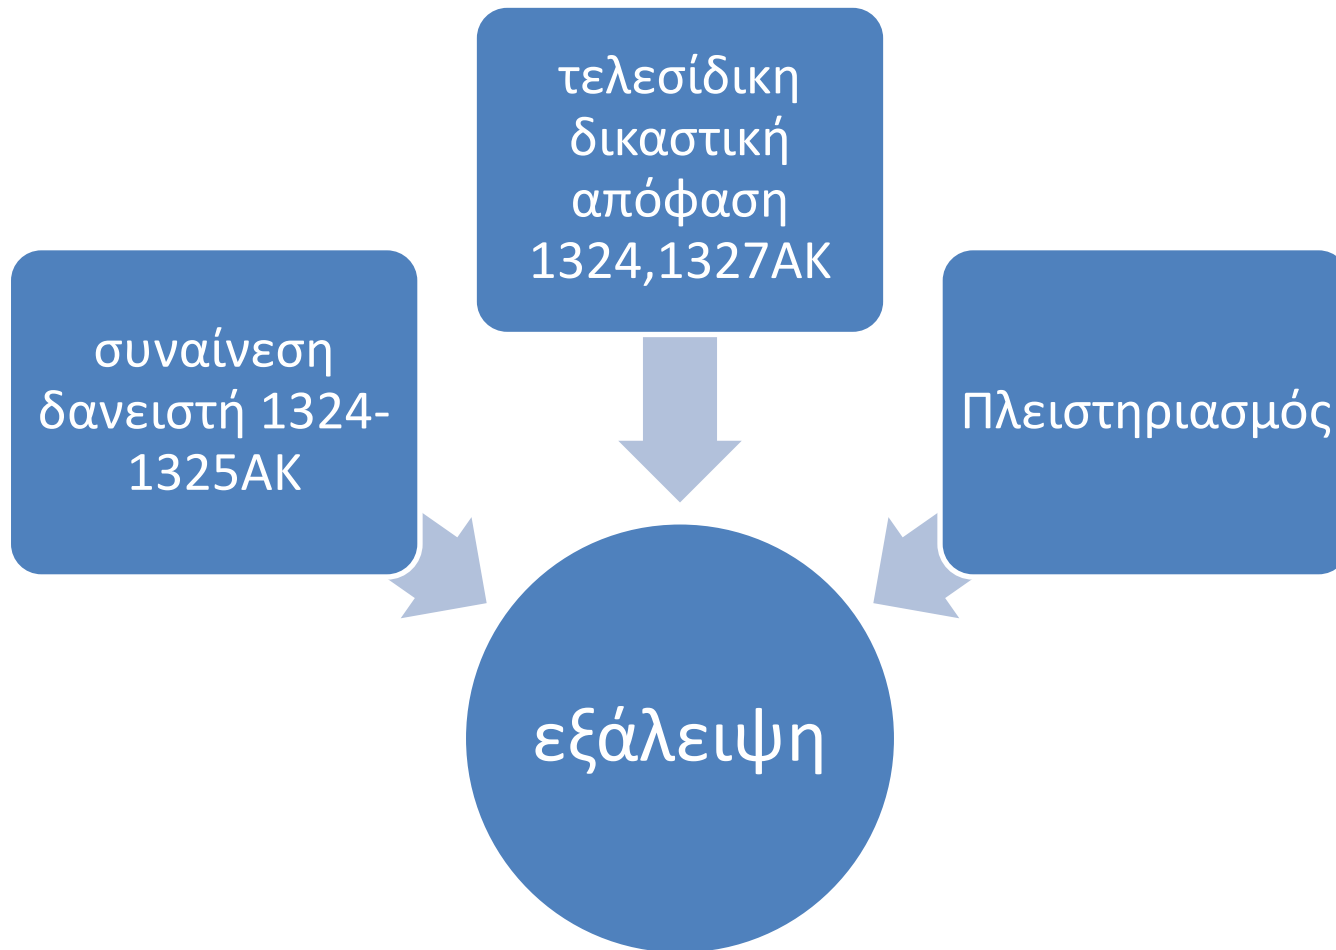 τελεσίδικη
δικαστική
απόφαση
1324,1327ΑΚ
συναίνεση
δανειστή 1324-
1325ΑΚ
Πλειστηριασμός
εξάλειψη